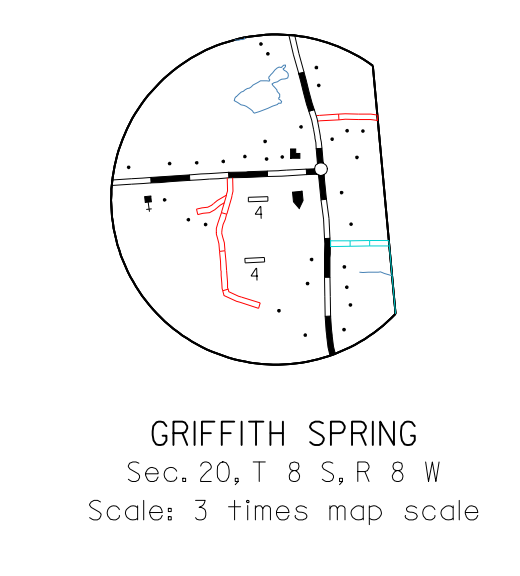 4
4
GRIFFITH SPRING
Sec. 20, T 8 S, R 8 W
Scale: 3 times map scale